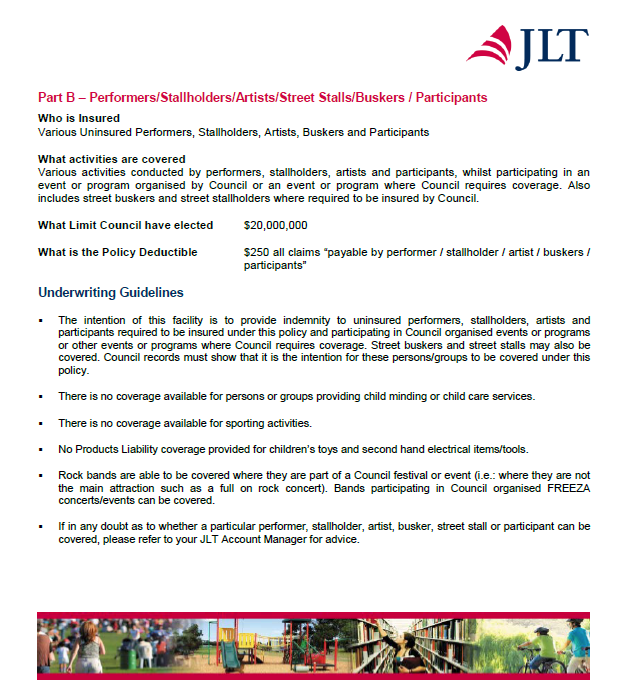 JLT
Part B – Performers/Stallholders/Artists/Street Stalls/Buskers / Participants
Who is Insured
Various Uninsured Performers, Stallholders, Artists, Buskers and Participants
What activities are covered
Various activities conducted by performers, stallholders, artists and participants, whilst participating in an
event or program organised by Council or an event or program where Council requires coverage. Also
includes street buskers and street stallholders where required to be insured by Council.
What Limit Council have elected $20,000,000
What is the Policy Deductible $250 all claims “payable by performer / stallholder / artist / buskers /
participants”
Underwriting Guidelines
▪ The intention of this facility is to provide indemnity to uninsured performers, stallholders, artists and
participants required to be insured under this policy and participating in Council organised events or programs
or other events or programs where Council requires coverage. Street buskers and street stalls may also be
covered. Council records must show that it is the intention for these persons/groups to be covered under this
policy.
▪ There is no coverage available for persons or groups providing child minding or child care services.
▪ There is no coverage available for sporting activities.
▪ No Products Liability coverage provided for children’s toys and second hand electrical items/tools.
▪ Rock bands are able to be covered where they are part of a Council festival or event (i.e.: where they are not
the main attraction such as a full on rock concert). Bands participating in Council organised FREEZA
concerts/events can be covered.
▪ If in any doubt as to whether a particular performer, stallholder, artist, busker, street stall or participant can be
covered, please refer to your JLT Account Manager for advice.